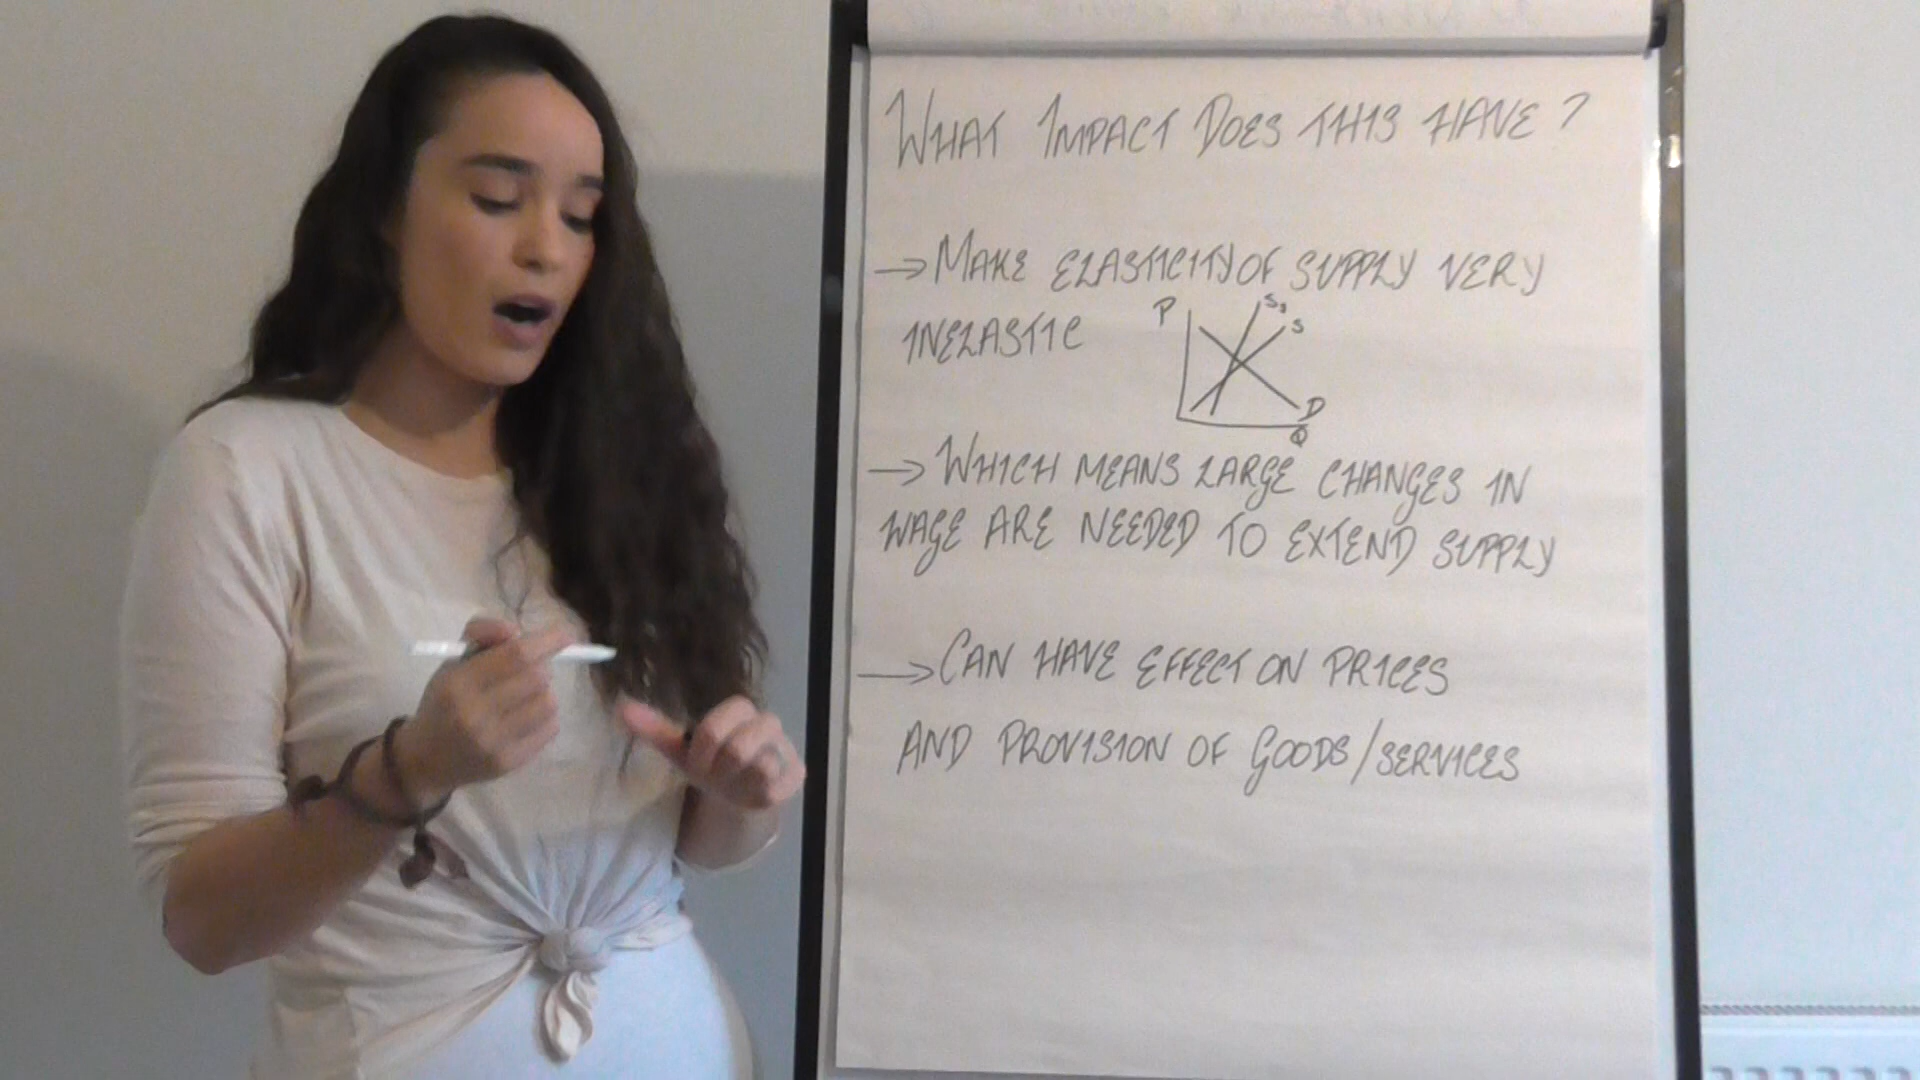 WHAT IMPACT DOES THIS HAVE?
→ MAKE ELASTICITY OF SUPPLY VERY
INELASTIC
P
S₁
S
D
Q
→ WHICH MEANS LARGE CHANGES IN
WAGE ARE NEEDED TO EXTEND SUPPLY
→ CAN HAVE EFFECT ON PRICES
AND PROVISION OF GOODS/SERVICES